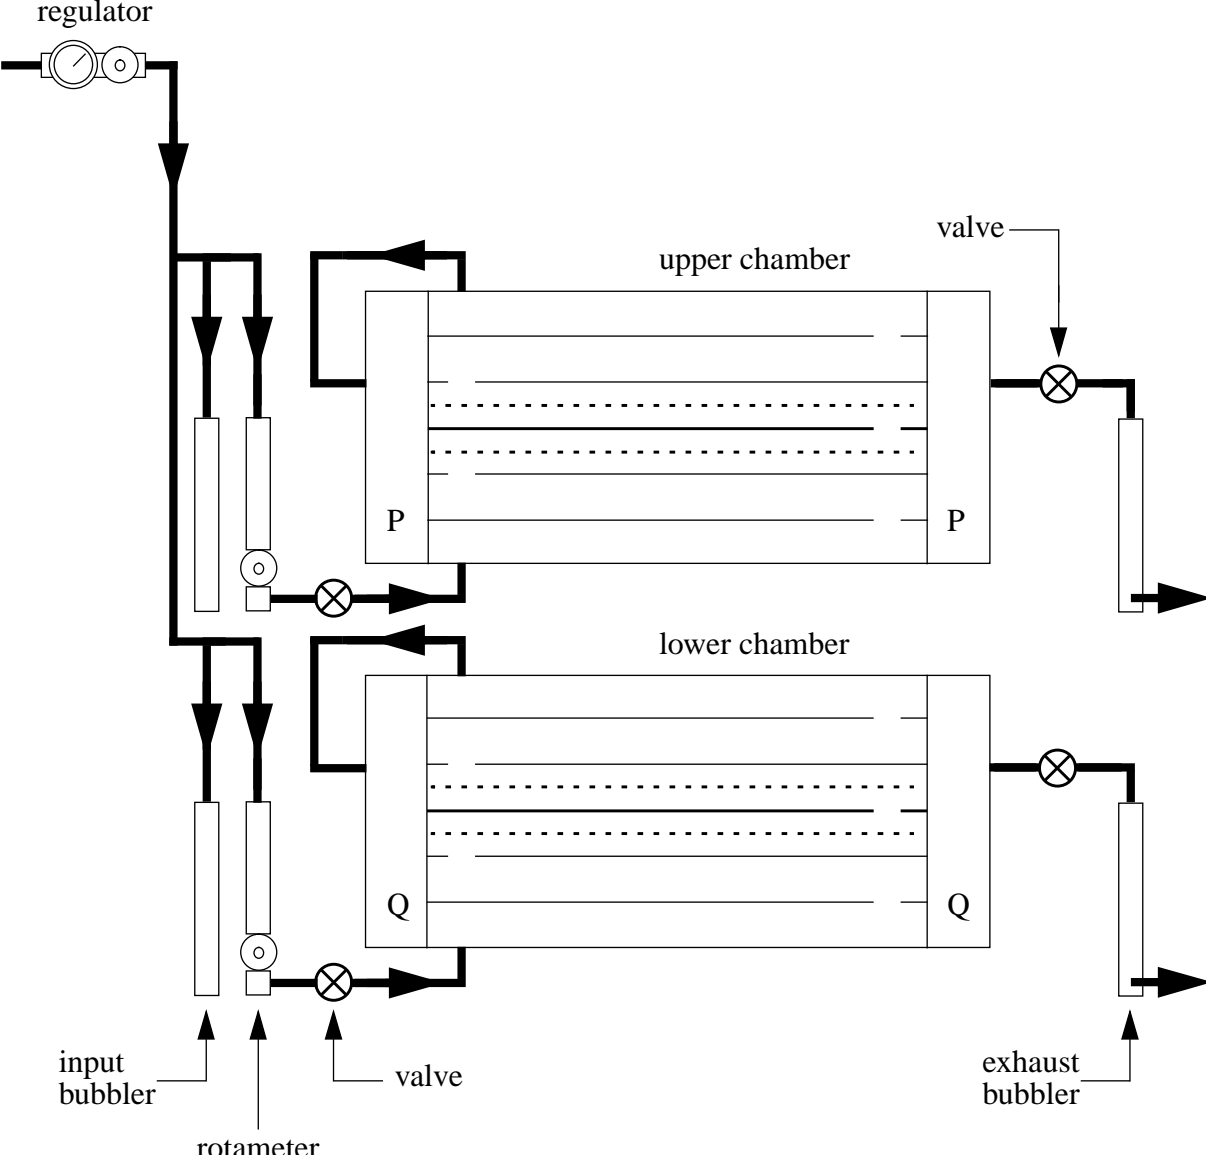 regulator
valve
upper chamber
P
P
lower chamber
Q
Q
input
bubbler
valve
exhaust
bubbler
rotameter